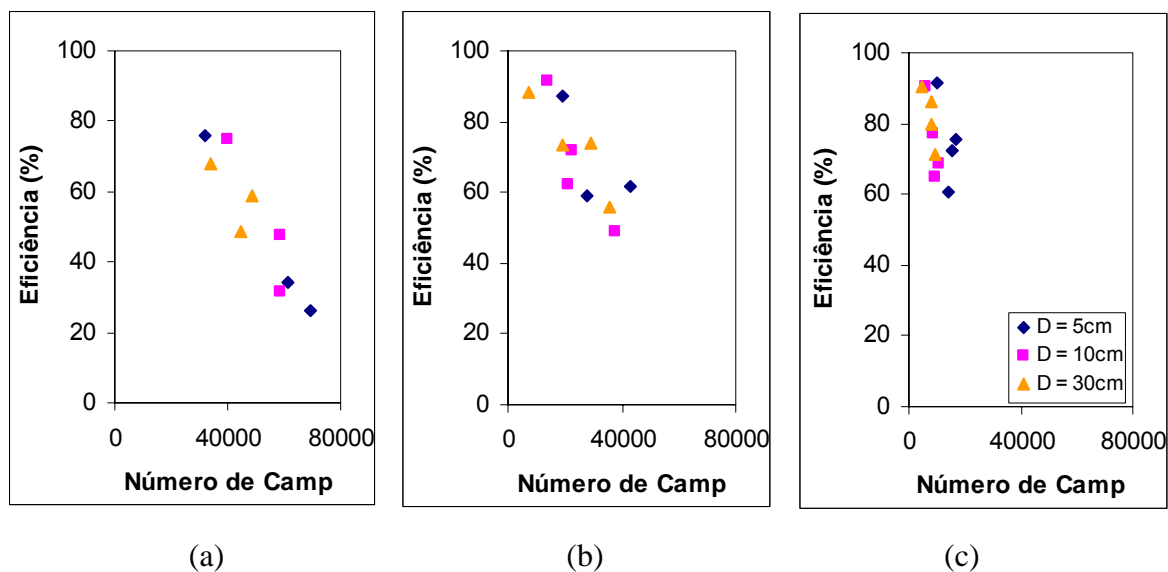 100
80
60
40
20
0
0 40000 80000
Eficiência (%)
Número de Camp
(a)
100
80
60
40
20
0
0 40000 80000
Eficiência (%)
Número de Camp
(b)
100
80
60
40
20
0
0 40000 80000
Eficiência (%)
Número de Camp
D = 5cm
D = 10cm
D = 30cm
(c)